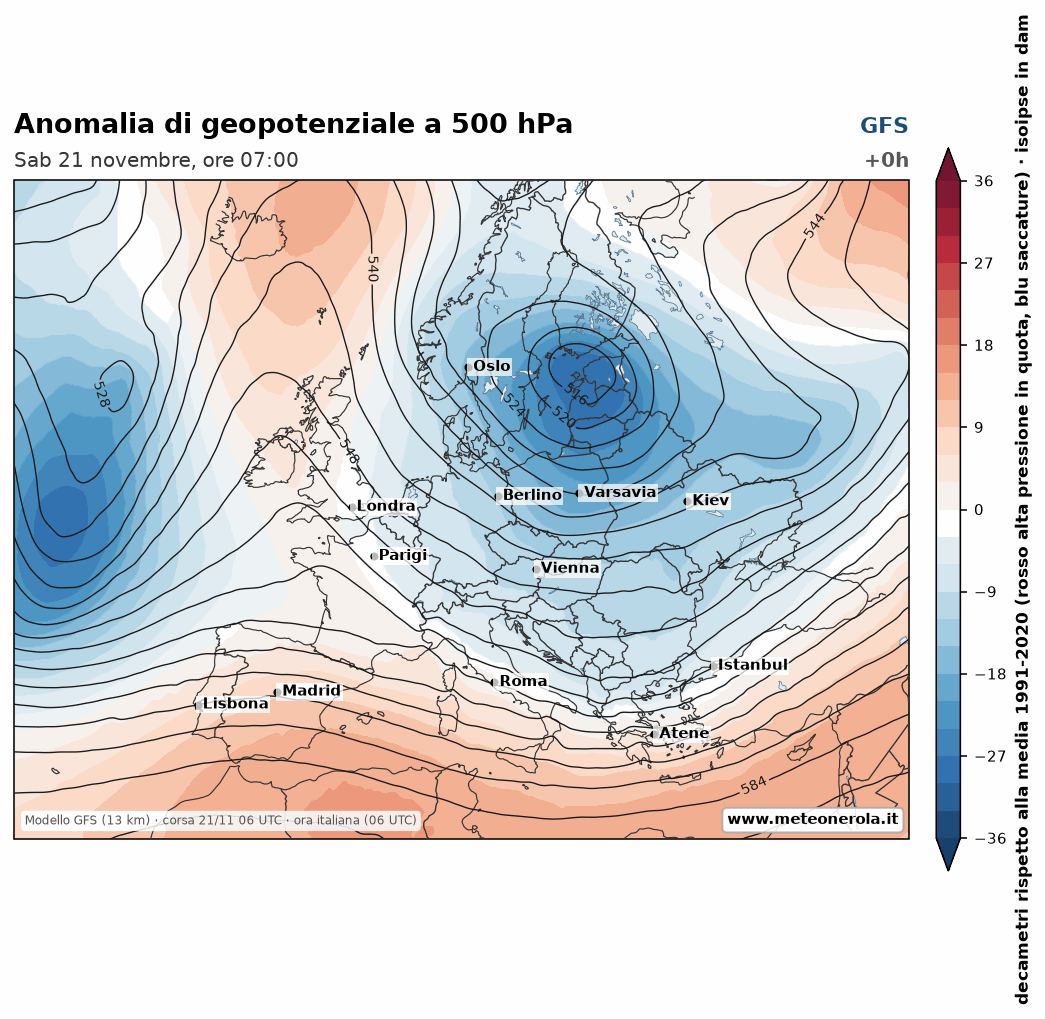 Anomalia di geopotenziale a 500 hPa
GFS
Sab 21 novembre, ore 07:00
+0h
544
540
528
Oslo
516
524
520
548
Londra
Berlino
Varsavia
Kiev
Parigi
Vienna
Istanbul
Roma
Madrid
Lisbona
Atene
584
Modello GFS (13 km) · corsa 21/11 06 UTC · ora italiana (06 UTC)
www.meteonerola.it
36
27
18
9
0
−9
−18
−27
−36
decametri rispetto alla media 1991-2020 (rosso alta pressione in quota, blu saccature) · isoipse in dam